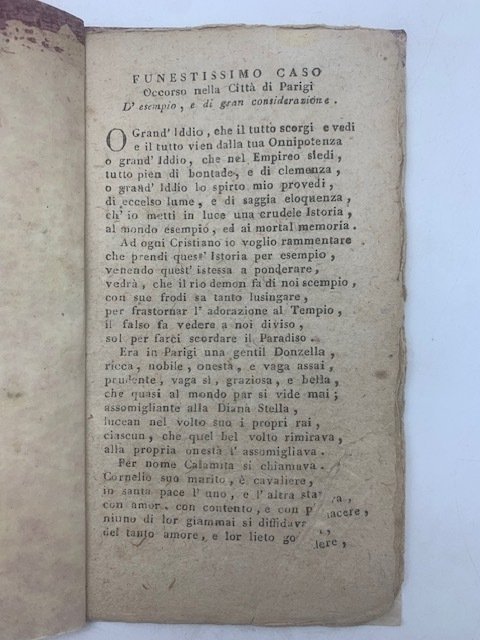 FUNESTISSIMO CASO
Occorso nella Città di Parigi
D' esempio, e di gran considerazione.
O Grand' Iddio, che il tutto scorgi e vedi
e il tutto vien dalla tua Onnipotenza
o grand' Iddio, che nel Empireo siedi,
tutto pien di bontade, e di clemenza,
o grand' Iddio lo spirto mio provedi,
di eccelso lume, e di saggia eloquenza,
ch' io metti in luce una crudele Istoria,
al mondo esempio, ed ai mortal memoria.
Ad ogni Cristiano io voglio rammentare
che prendi quest' Istoria per esempio,
venendo quest' istessa a ponderare,
vedrà, che il rio demon fa di noi scempio,
con sue frodi sa tanto lusingare,
per frastornar l' adorazione al Tempio,
il falso fa vedere a noi diviso,
sol per farci scordare il Paradiso.
Era in Parigi una gentil Donzella,
ricca, nobile, onesta, e vaga assai,
prudente, vaga sì, graziosa, e bella,
che quasi al mondo par si vide mai;
assomigliante alla Diana Stella,
lucean nel volto suo i propri rai,
ciascun, che quel bel volto rimirava,
alla propria onestà l' assomigliava.
Per nome Calamita si chiamava.
Cornelio suo marito, è cavaliere,
in santa pace l' uno, e l' altra
con amor, con contento, e con
niuno di lor giammai si diffidava
del tanto amore, e lor lieto